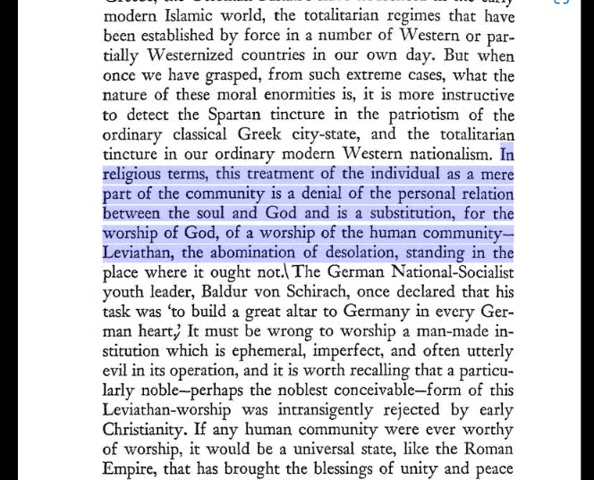 modern Islamic world, the totalitarian regimes that have
been established by force in a number of Western or par-
tially Westernized countries in our own day. But when
once we have grasped, from such extreme cases, what the
nature of these moral enormities is, it is more instructive
to detect the Spartan tincture in the patriotism of the
ordinary classical Greek city-state, and the totalitarian
tincture in our ordinary modern Western nationalism. In
religious terms, this treatment of the individual as a mere
part of the community is a denial of the personal relation
between the soul and God and is a substitution, for the
worship of God, of a worship of the human community—
Leviathan, the abomination of desolation, standing in the
place where it ought not.\ The German National-Socialist
youth leader, Baldur von Schirach, once declared that his
task was ‘to build a great altar to Germany in every Ger-
man heart.’ It must be wrong to worship a man-made in-
stitution which is ephemeral, imperfect, and often utterly
evil in its operation, and it is worth recalling that a particu-
larly noble—perhaps the noblest conceivable—form of this
Leviathan-worship was intransigently rejected by early
Christianity. If any human community were ever worthy
of worship, it would be a universal state, like the Roman
Empire, that has brought the blessings of unity and peace